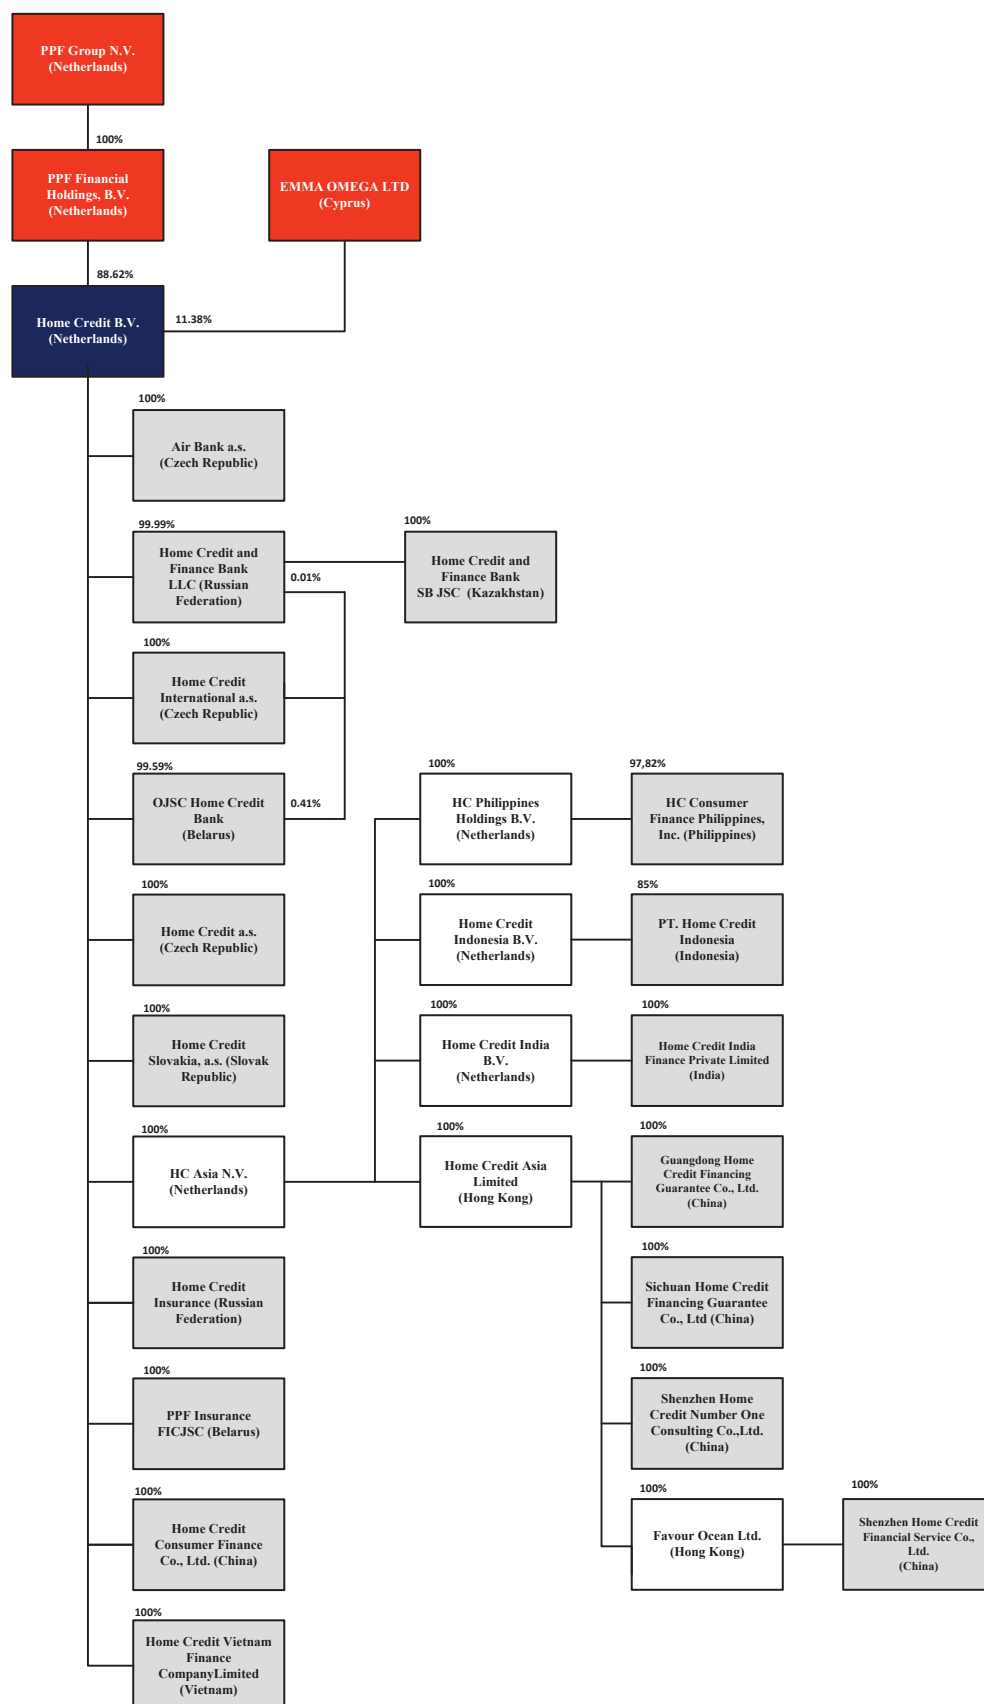 PPF Group N.V.
(Netherlands)
100%
PPF Financial
Holdings, B.V.
(Netherlands)
EMMA OMEGA LTD
(Cyprus)
88.62%
Home Credit B.V.
(Netherlands)
11.38%
100%
Air Bank a.s.
(Czech Republic)
99.99%
Home Credit and
Finance Bank
LLC (Russian
Federation)
0.01%
100%
Home Credit and
Finance Bank
SB JSC  (Kazakhstan)
100%
Home Credit
International a.s.
(Czech Republic)
99.59%
OJSC Home Credit
Bank
(Belarus)
0.41%
100%
HC Philippines
Holdings B.V.
(Netherlands)
97,82%
HC Consumer
Finance Philippines,
Inc. (Philippines)
100%
Home Credit a.s.
(Czech Republic)
100%
Home Credit
Indonesia B.V.
(Netherlands)
85%
PT. Home Credit
Indonesia
(Indonesia)
100%
Home Credit
Slovakia, a.s. (Slovak
Republic)
100%
Home Credit India
B.V.
(Netherlands)
100%
Home Credit India
Finance Private Limited
(India)
100%
HC Asia N.V.
(Netherlands)
100%
Home Credit Asia
Limited
(Hong Kong)
100%
Guangdong Home
Credit Financing
Guarantee Co., Ltd.
(China)
100%
Home Credit
Insurance (Russian
Federation)
100%
Sichuan Home Credit
Financing Guarantee
Co., Ltd (China)
100%
PPF Insurance
FICJSC (Belarus)
100%
Shenzhen Home
Credit Number One
Consulting Co.,Ltd.
(China)
100%
Home Credit
Consumer Finance
Co., Ltd. (China)
100%
Favour Ocean Ltd.
(Hong Kong)
100%
Shenzhen Home Credit
Financial Service Co.,
Ltd.
(China)
100%
Home Credit Vietnam
Finance
CompanyLimited
(Vietnam)